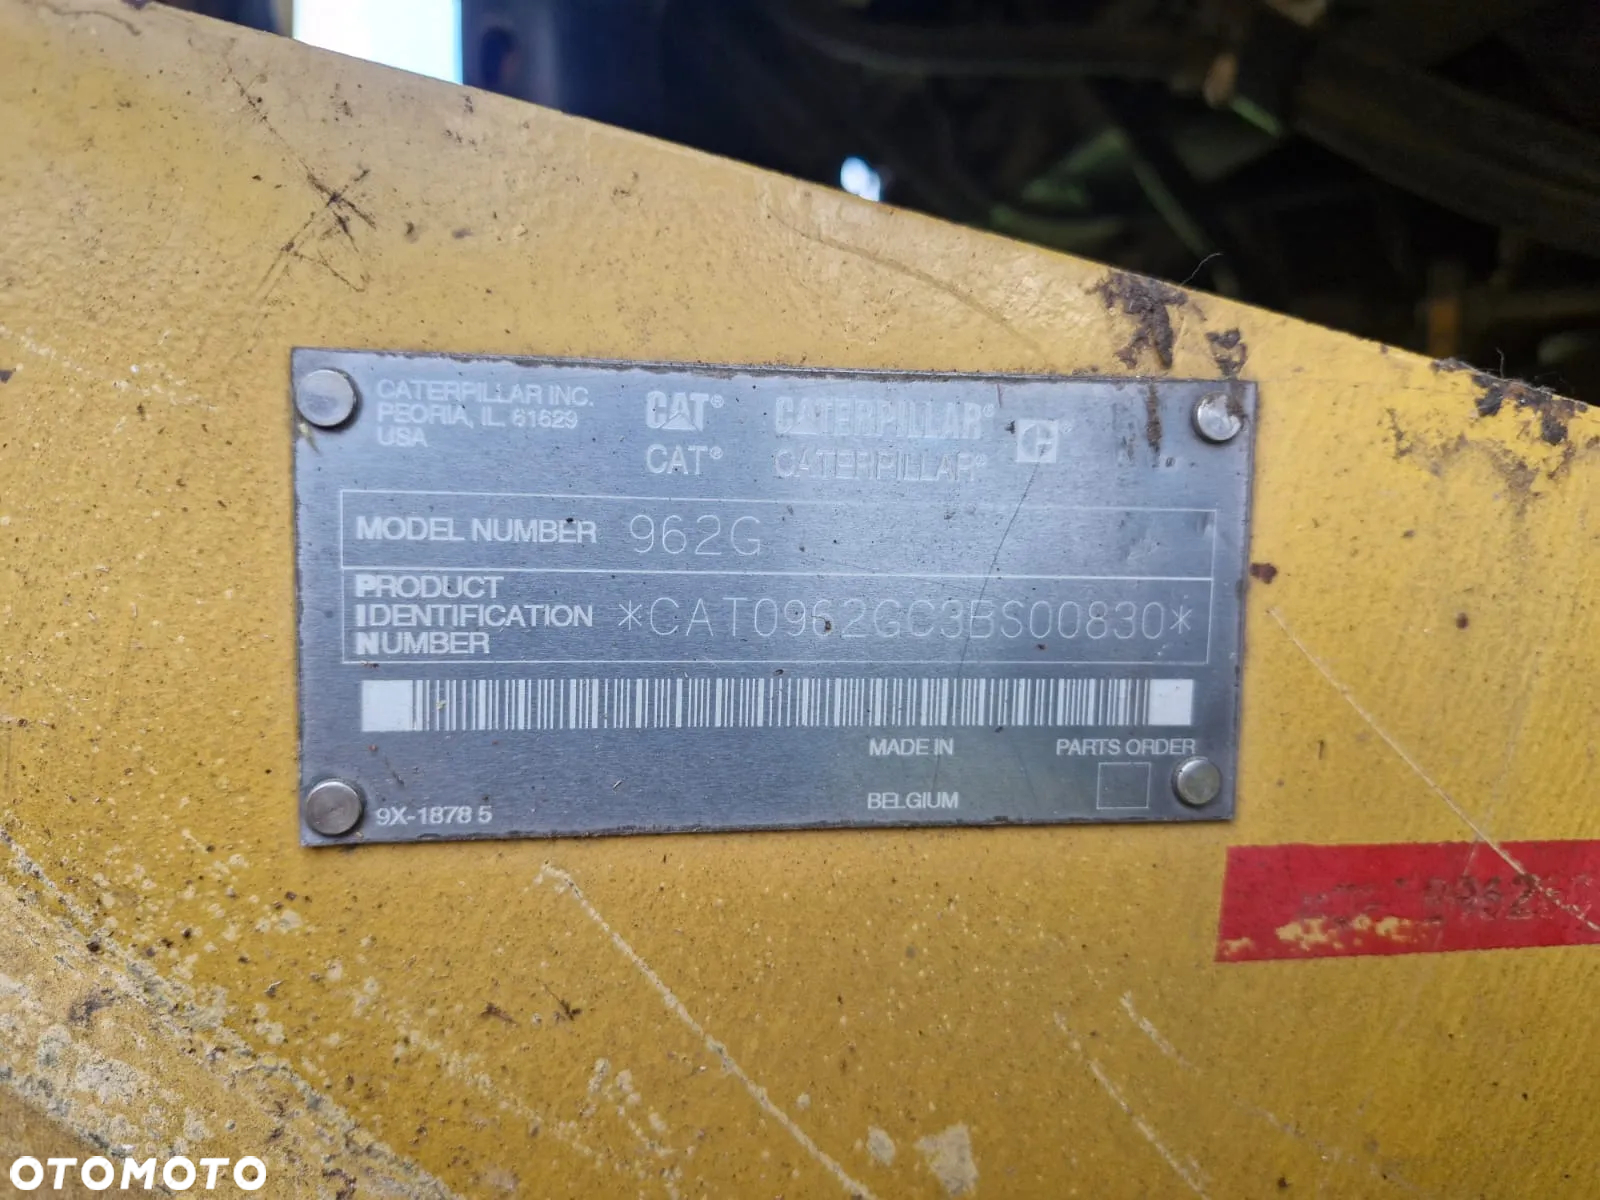 CATERPILLAR INC.
PEORIA, IL 61629
USA
CAT® CATERPILLAR®
CAT® CATERPILLAR®
MODEL NUMBER 962G
PRODUCT
IDENTIFICATION *CAT0962GC3BS00830*
NUMBER
MADE IN PARTS ORDER
BELGIUM
9X-1878 5
OTOMOTO